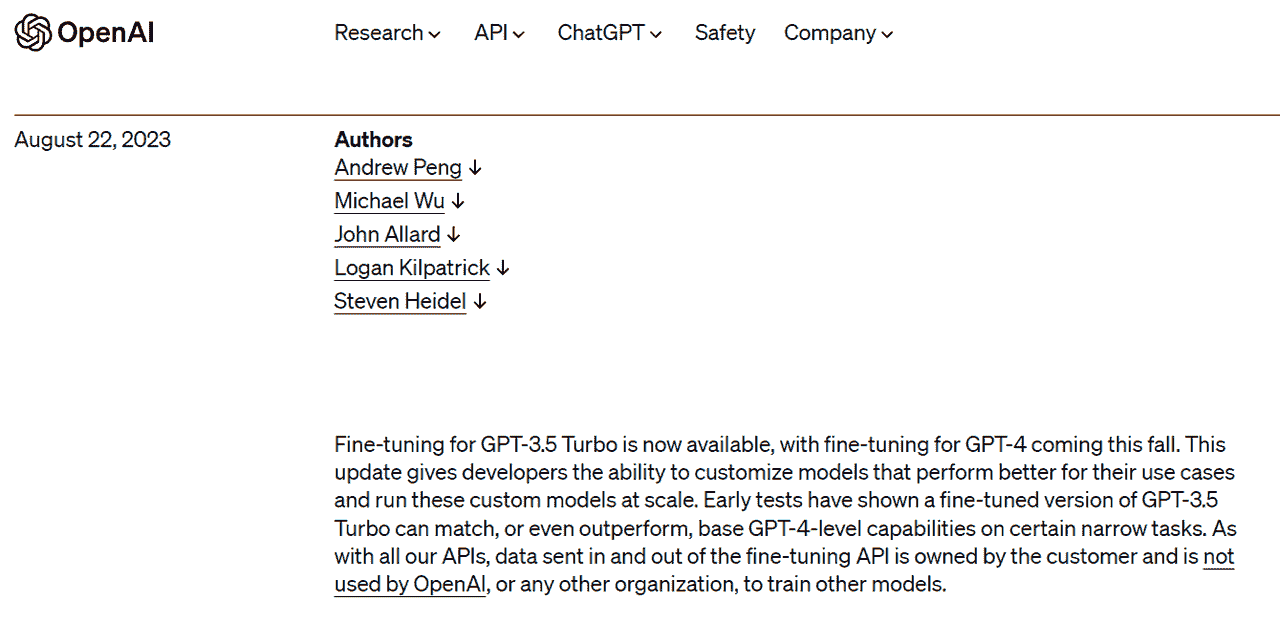 OpenAI
Research API ChatGPT Safety Company
August 22, 2023
Authors
Andrew Peng ↓
Michael Wu ↓
John Allard ↓
Logan Kilpatrick ↓
Steven Heidel ↓
Fine-tuning for GPT-3.5 Turbo is now available, with fine-tuning for GPT-4 coming this fall. This
update gives developers the ability to customize models that perform better for their use cases
and run these custom models at scale. Early tests have shown a fine-tuned version of GPT-3.5
Turbo can match, or even outperform, base GPT-4-level capabilities on certain narrow tasks. As
with all our APIs, data sent in and out of the fine-tuning API is owned by the customer and is not
used by OpenAI, or any other organization, to train other models.